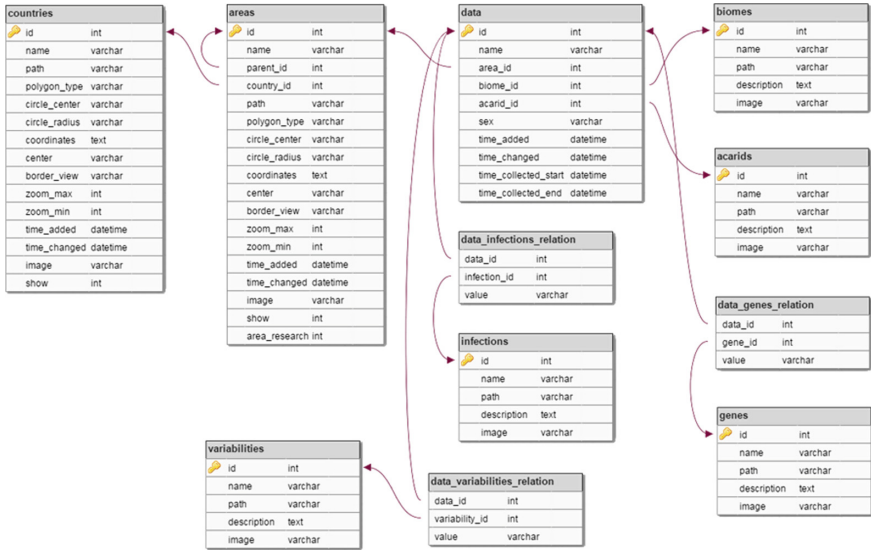 countries
id int
name varchar
path varchar
polygon_type varchar
circle_center varchar
circle_radius varchar
coordinates text
center varchar
border_view varchar
zoom_max int
zoom_min int
time_added datetime
time_changed datetime
image varchar
show int
areas
id int
name varchar
parent_id int
country_id int
path varchar
polygon_type varchar
circle_center varchar
circle_radius varchar
coordinates text
center varchar
border_view varchar
zoom_max int
zoom_min int
time_added datetime
time_changed datetime
image varchar
show int
area_research int
data
id int
name varchar
area_id int
biome_id int
acarid_id int
sex varchar
time_added datetime
time_changed datetime
time_collected_start datetime
time_collected_end datetime
biomes
id int
name varchar
path varchar
description text
image varchar
acarids
id int
name varchar
path varchar
description text
image varchar
data_infections_relation
data_id int
infection_id int
value varchar
data_genes_relation
data_id int
gene_id int
value varchar
infections
id int
name varchar
path varchar
description text
image varchar
genes
id int
name varchar
path varchar
description text
image varchar
variabilities
id int
name varchar
path varchar
description text
image varchar
data_variabilities_relation
data_id int
variability_id int
value varchar